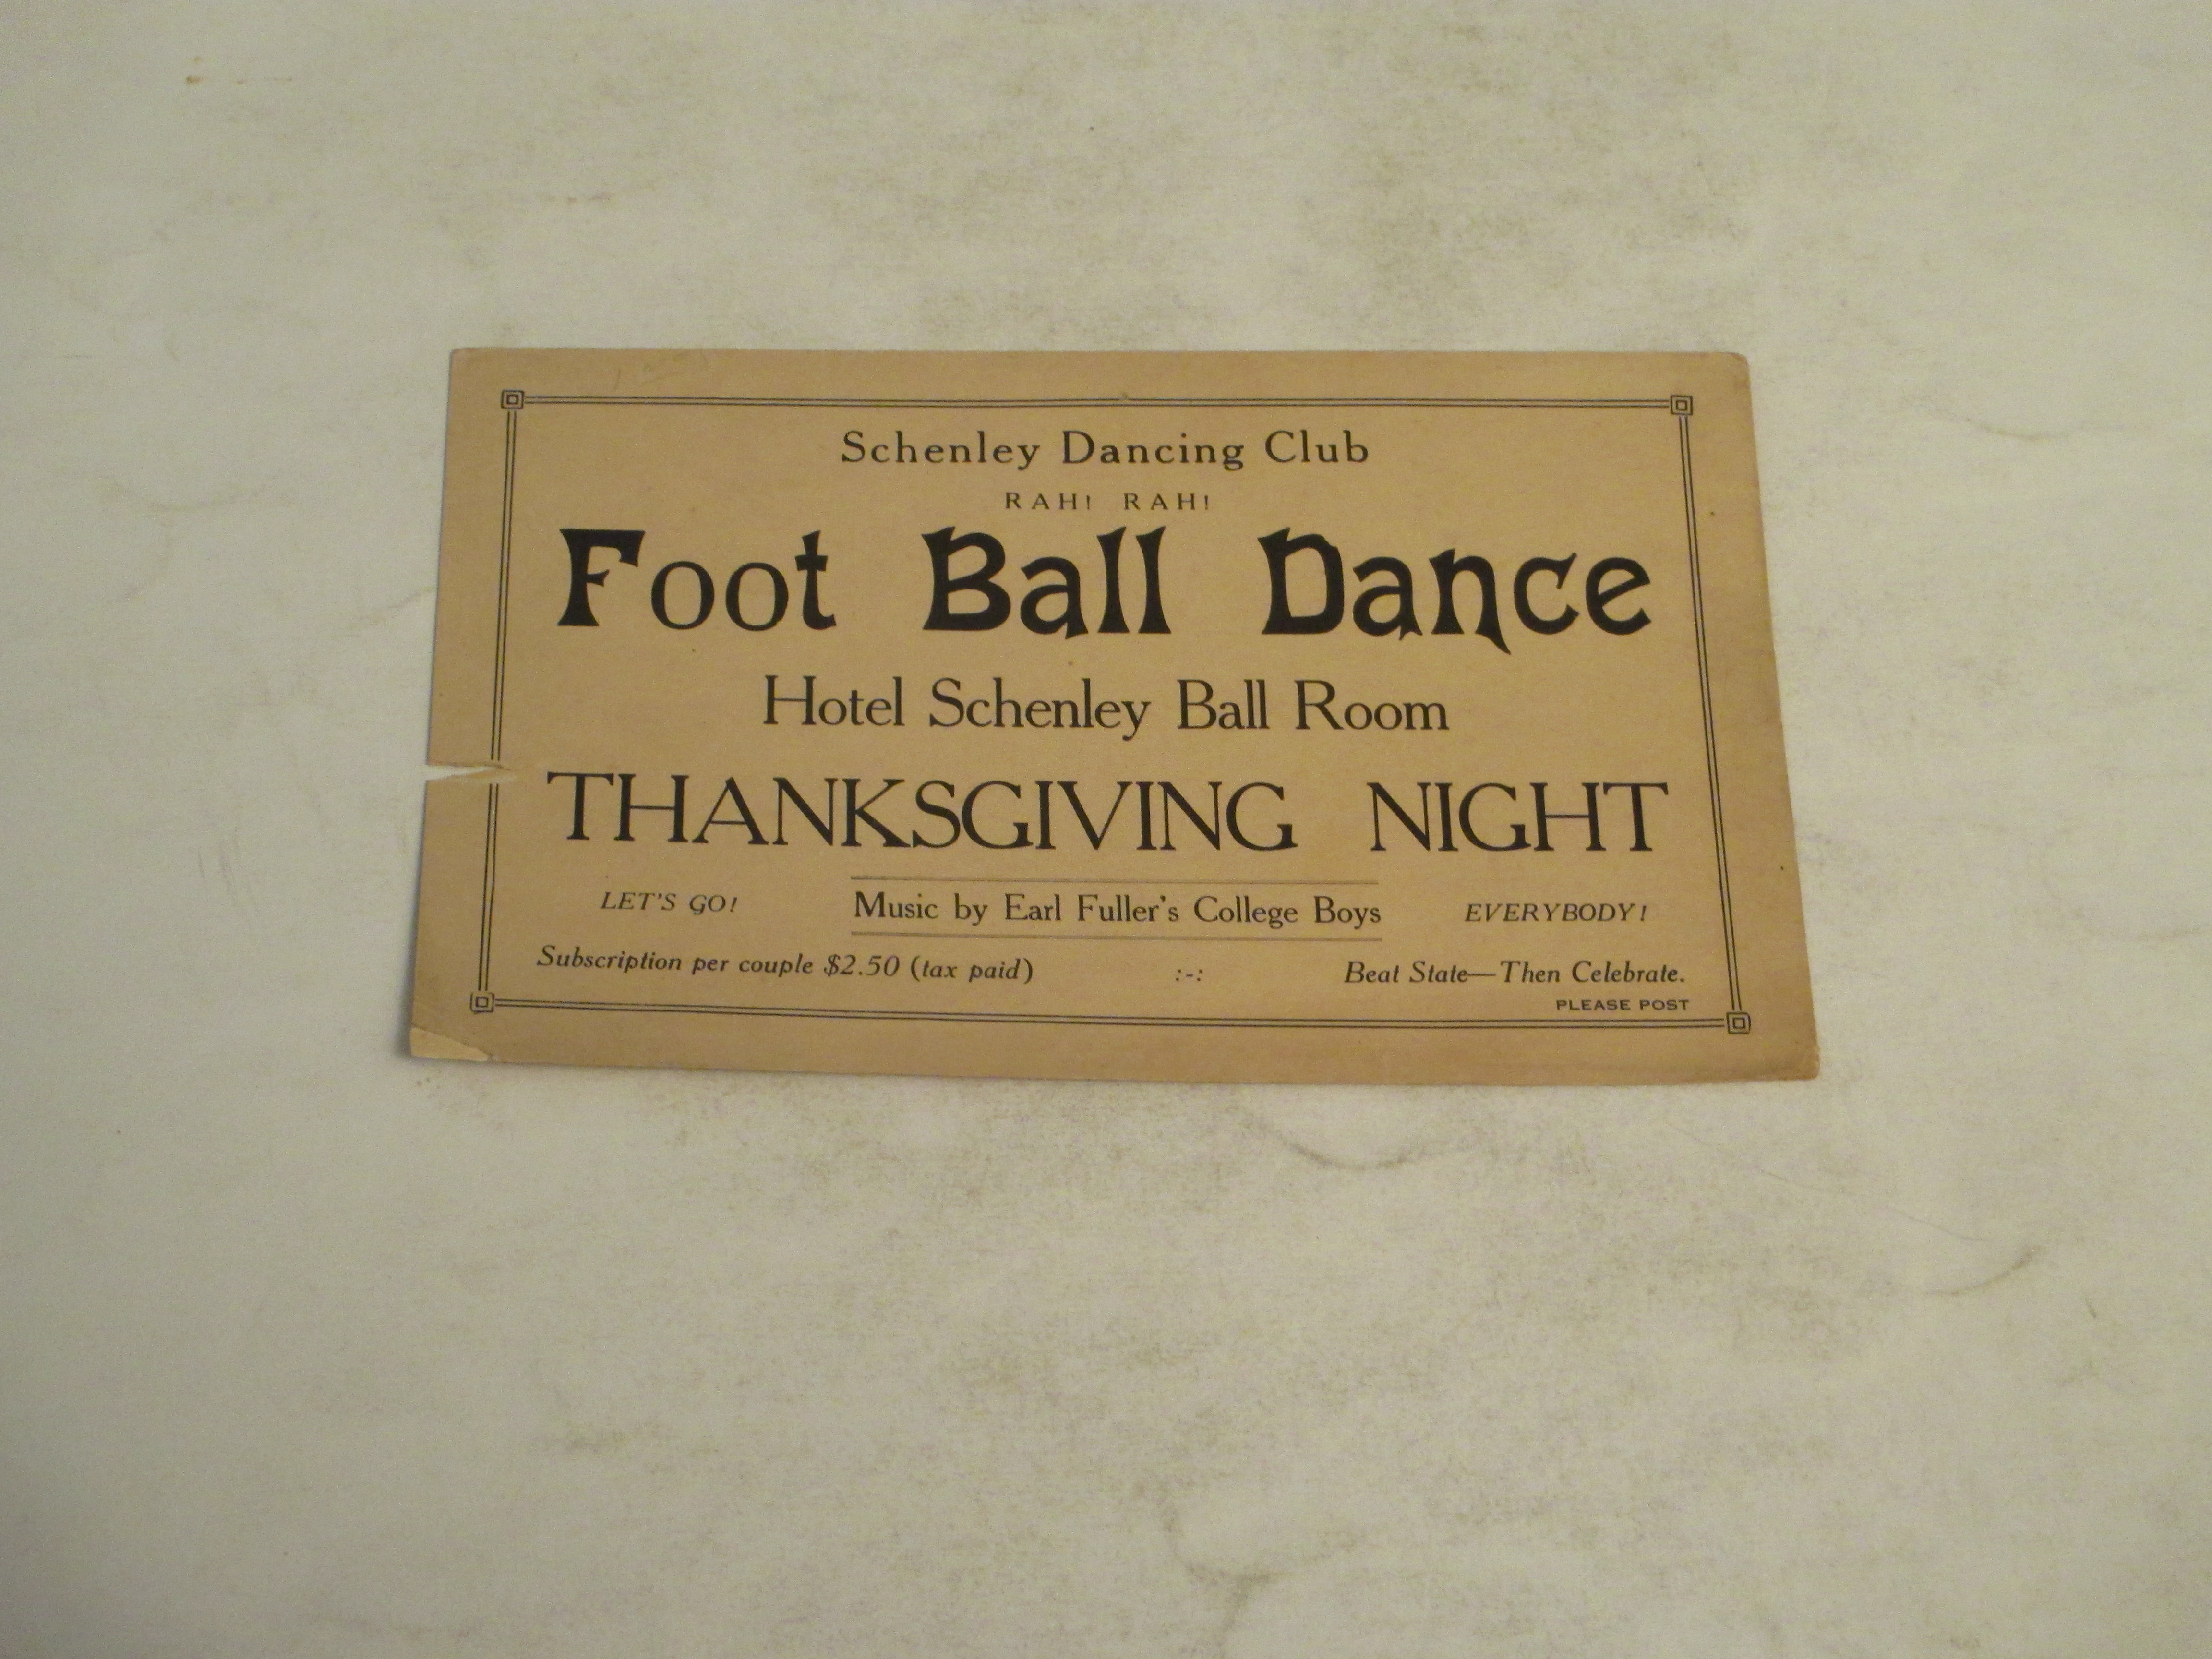 Schenley Dancing Club
RAH! RAH!
Foot Ball Dance
Hotel Schenley Ball Room
THANKSGIVING NIGHT
LET'S GO! Music by Earl Fuller's College Boys EVERYBODY!
Subscription per couple $2.50 (tax paid) :-: Beat State—Then Celebrate.
PLEASE POST